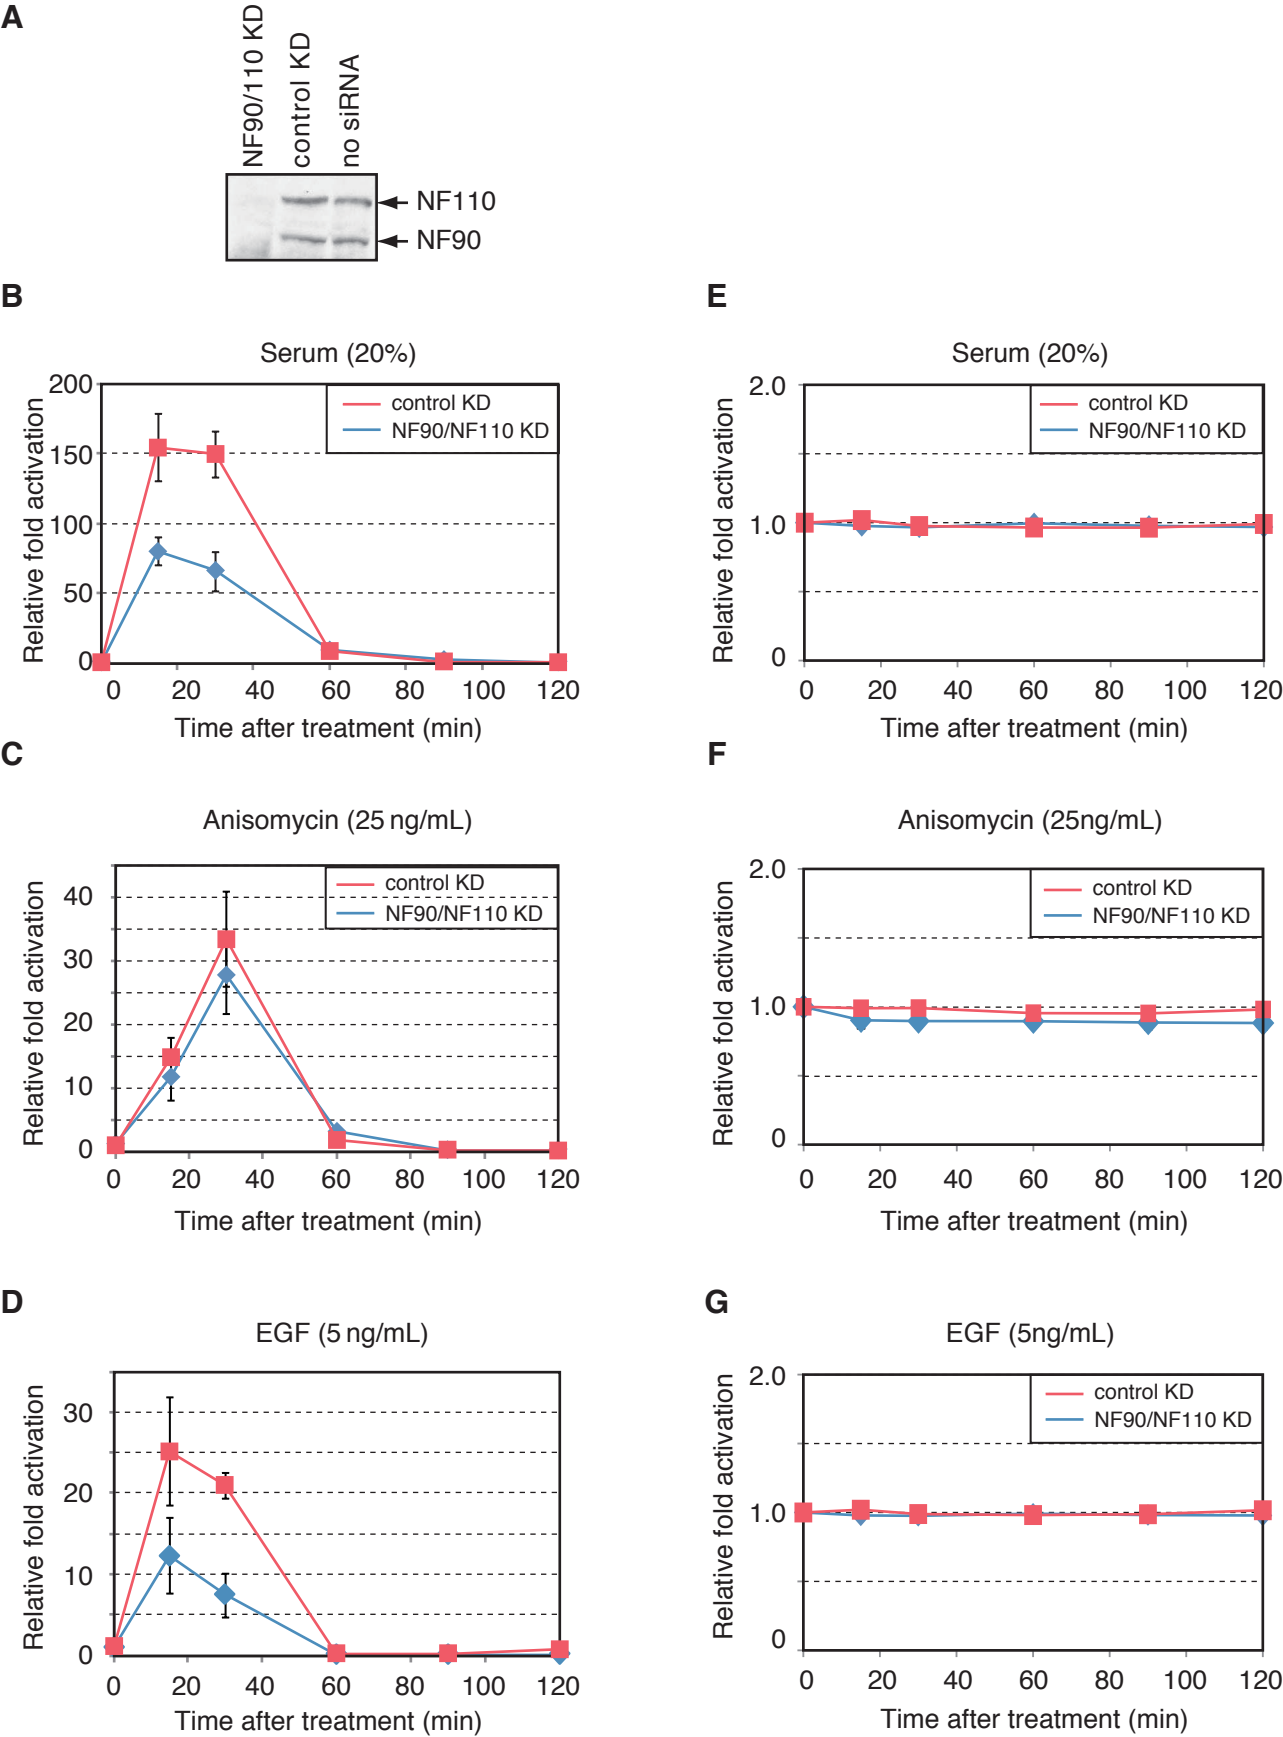 A
NF90/110 KD
control KD
no siRNA
NF110
NF90
B
Serum (20%)
Relative fold activation
200
150
100
50
0
control KD
NF90/NF110 KD
0 20 40 60 80 100 120
Time after treatment (min)
E
Serum (20%)
Relative fold activation
2.0
1.0
0
control KD
NF90/NF110 KD
0 20 40 60 80 100 120
Time after treatment (min)
C
Anisomycin (25 ng/mL)
Relative fold activation
40
30
20
10
0
control KD
NF90/NF110 KD
0 20 40 60 80 100 120
Time after treatment (min)
F
Anisomycin (25ng/mL)
Relative fold activation
2.0
1.0
0
control KD
NF90/NF110 KD
0 20 40 60 80 100 120
Time after treatment (min)
D
EGF (5 ng/mL)
Relative fold activation
30
20
10
0
0 20 40 60 80 100 120
Time after treatment (min)
G
EGF (5ng/mL)
Relative fold activation
2.0
1.0
0
control KD
NF90/NF110 KD
0 20 40 60 80 100 120
Time after treatment (min)